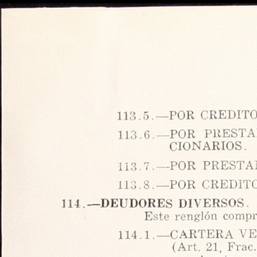 113.5.—POR CREDITO
113.6.—POR PRESTA
CIONARIOS.
113.7.—POR PRESTA
113.8.—POR CREDITO
114.—DEUDORES DIVERSOS.
Este renglón compr
114.1.—CARTERA VE
(Art. 21, Frac.